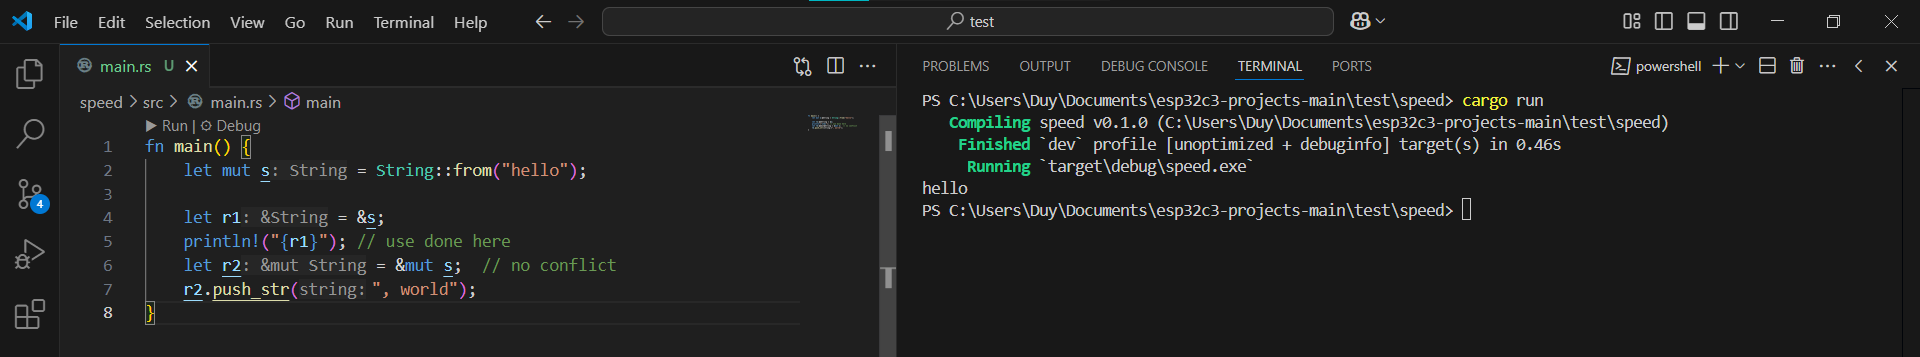 File Edit Selection View Go Run Terminal Help
test
main.rs U
speed > src > main.rs > main
Run | Debug
1 fn main() {
2 let mut s: String = String::from("hello");
3
4 let r1: &String = &s;
5 println!("{r1}"); // use done here
6 let r2: &mut String = &mut s;  // no conflict
7 r2.push_str(string: ", world");
8 }
4
PROBLEMS OUTPUT DEBUG CONSOLE TERMINAL PORTS
powershell
PS C:\Users\Duy\Documents\esp32c3-projects-main\test\speed> cargo run
Compiling speed v0.1.0 (C:\Users\Duy\Documents\esp32c3-projects-main\test\speed)
Finished `dev` profile [unoptimized + debuginfo] target(s) in 0.46s
Running `target\debug\speed.exe`
hello
PS C:\Users\Duy\Documents\esp32c3-projects-main\test\speed>